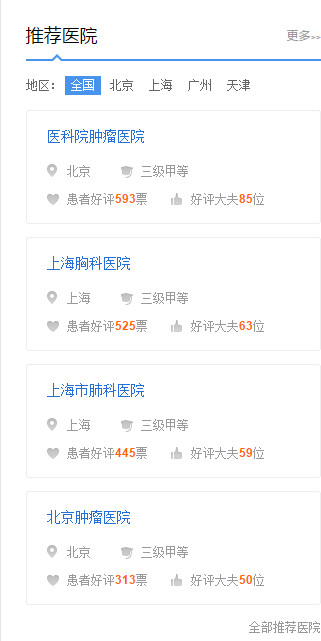 推荐医院 更多>>
地区： 全国 北京 上海 广州 天津
医科院肿瘤医院
北京 三级甲等
患者好评593票 好评大夫85位
上海胸科医院
上海 三级甲等
患者好评525票 好评大夫63位
上海市肺科医院
上海 三级甲等
患者好评445票 好评大夫59位
北京肿瘤医院
北京 三级甲等
患者好评313票 好评大夫50位
全部推荐医院